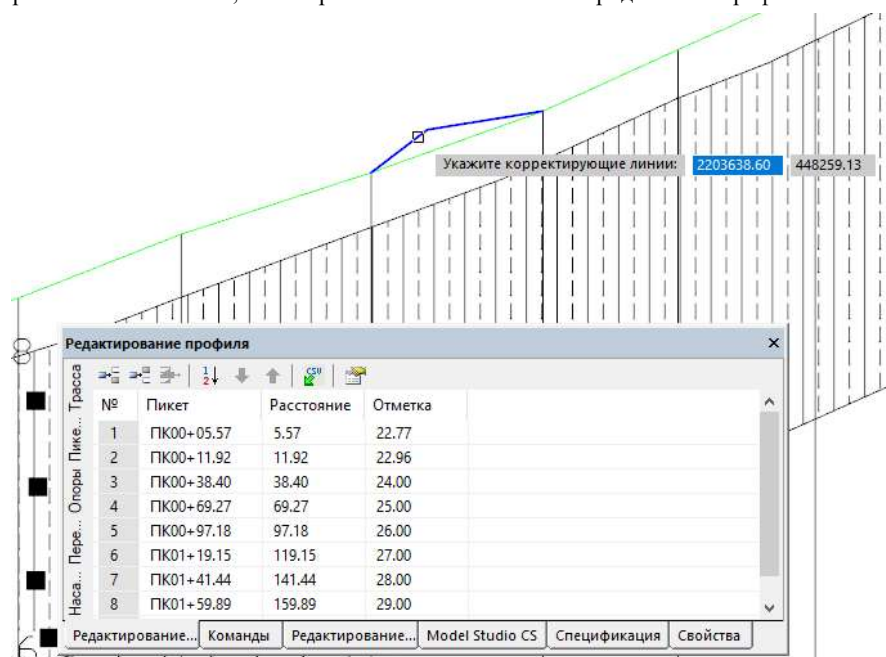 Укажите корректирующие линии: 2203638.60 448259.13
8
Редактирование профиля
Трасса
Пике...
Опоры
Пере...
Наса...
№ Пикет Расстояние Отметка
1 ПК00+05.57 5.57 22.77
2 ПК00+11.92 11.92 22.96
3 ПК00+38.40 38.40 24.00
4 ПК00+69.27 69.27 25.00
5 ПК00+97.18 97.18 26.00
6 ПК01+19.15 119.15 27.00
7 ПК01+41.44 141.44 28.00
8 ПК01+59.89 159.89 29.00
Редактирование... Команды Редактирование... Model Studio CS Спецификация Свойства